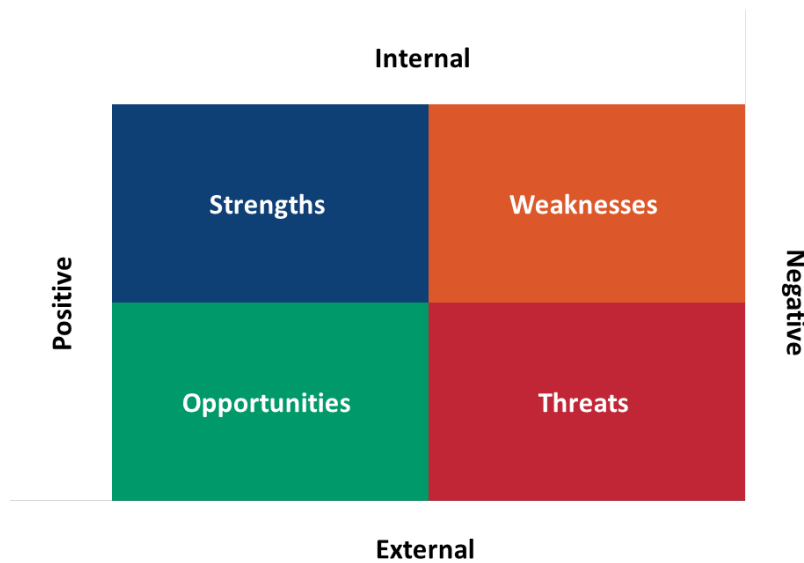 Internal
Strengths
Weaknesses
Positive
Negative
Opportunities
Threats
External